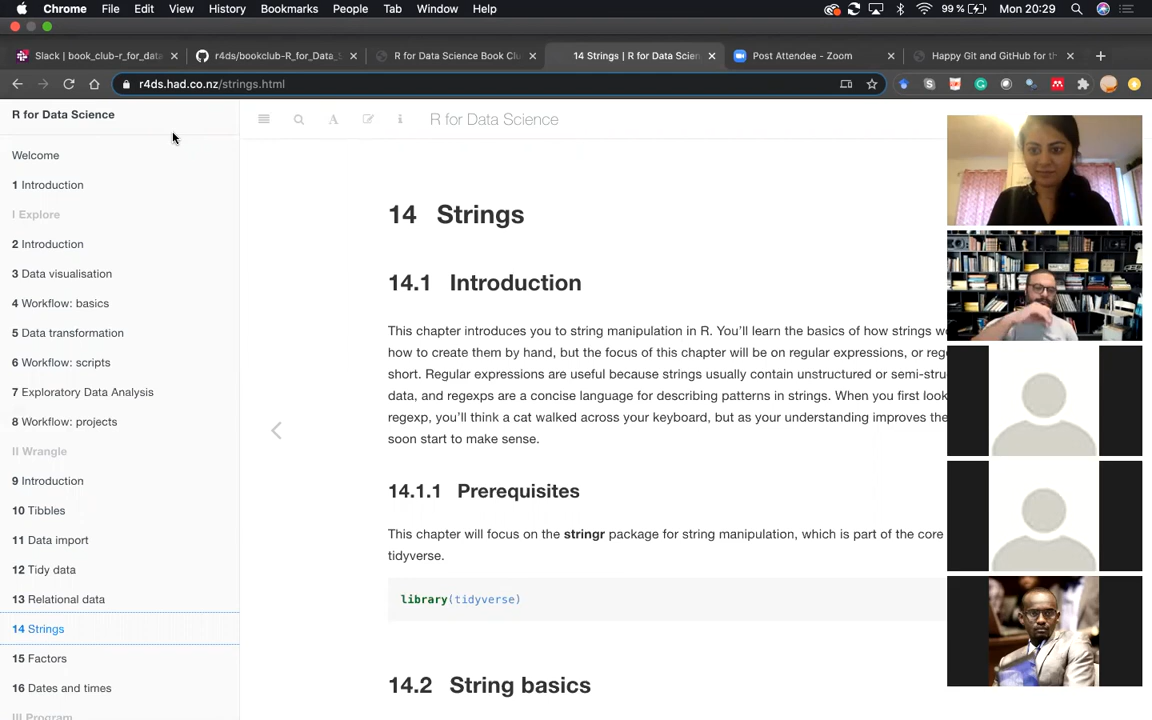 Chrome File Edit View History Bookmarks People Tab Window Help 99 % Mon 20:29
Slack | book_club-r_for_data × r4ds/bookclub-R_for_Data_S × R for Data Science Book Clu × 14 Strings | R for Data Scien × Post Attendee - Zoom × Happy Git and GitHub for th × +
r4ds.had.co.nz/strings.html
R for Data Science
Welcome
1 Introduction
I Explore
2 Introduction
3 Data visualisation
4 Workflow: basics
5 Data transformation
6 Workflow: scripts
7 Exploratory Data Analysis
8 Workflow: projects
II Wrangle
9 Introduction
10 Tibbles
11 Data import
12 Tidy data
13 Relational data
14 Strings
15 Factors
16 Dates and times
III Program
A i R for Data Science
14 Strings
14.1 Introduction
This chapter introduces you to string manipulation in R. You'll learn the basics of how strings wo
how to create them by hand, but the focus of this chapter will be on regular expressions, or rege
short. Regular expressions are useful because strings usually contain unstructured or semi-stru
data, and regexps are a concise language for describing patterns in strings. When you first look
regexp, you'll think a cat walked across your keyboard, but as your understanding improves the
soon start to make sense.
14.1.1 Prerequisites
This chapter will focus on the stringr package for string manipulation, which is part of the core
tidyverse.
library(tidyverse)
14.2 String basics